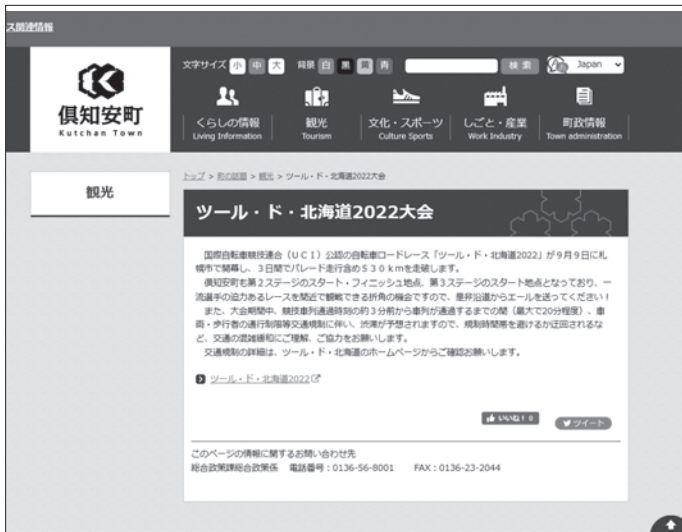 ス関連情報
俱知安町
Kutchan Town
文字サイズ 小 中 大 背景 白 黒 黄 青 検索 Japan
くらしの情報 観光 文化・スポーツ しごと・産業 町政情報
Living Information Tourism Culture Sports Work Industry Town administration
観光
トップ > 町の話題 > 観光 > ツール・ド・北海道2022大会
ツール・ド・北海道2022大会
国際自転車競技連合（UCI）公認の自転車ロードレース「ツール・ド・北海道2022」が９月９日に札
幌市で開幕し、３日間でパレード走行含め５３０ｋｍを走破します。
倶知安町も第２ステージのスタート・フィニッシュ地点、第３ステージのスタート地点となっており、一
流選手の迫力あるレースを間近で観戦できる折角の機会ですので、是非沿道からエールを送ってください！
また、大会期間中、競技車列通過時刻の約３分前から車列が通過するまでの間（最大で20分程度）、車
両・歩行者の通行制限等交通規制に伴い、渋滞が予想されますので、規制時間帯を避けるか迂回されるな
ど、交通の混雑緩和にご理解、ご協力をお願いします。
交通規制の詳細は、ツール・ド・北海道のホームページからご確認お願いします。
ツール・ド・北海道2022
いいね！ 0 ツイート
このページの情報に関するお問い合わせ先
総合政策課総合政策係 電話番号：0136-56-8001 FAX：0136-23-2044